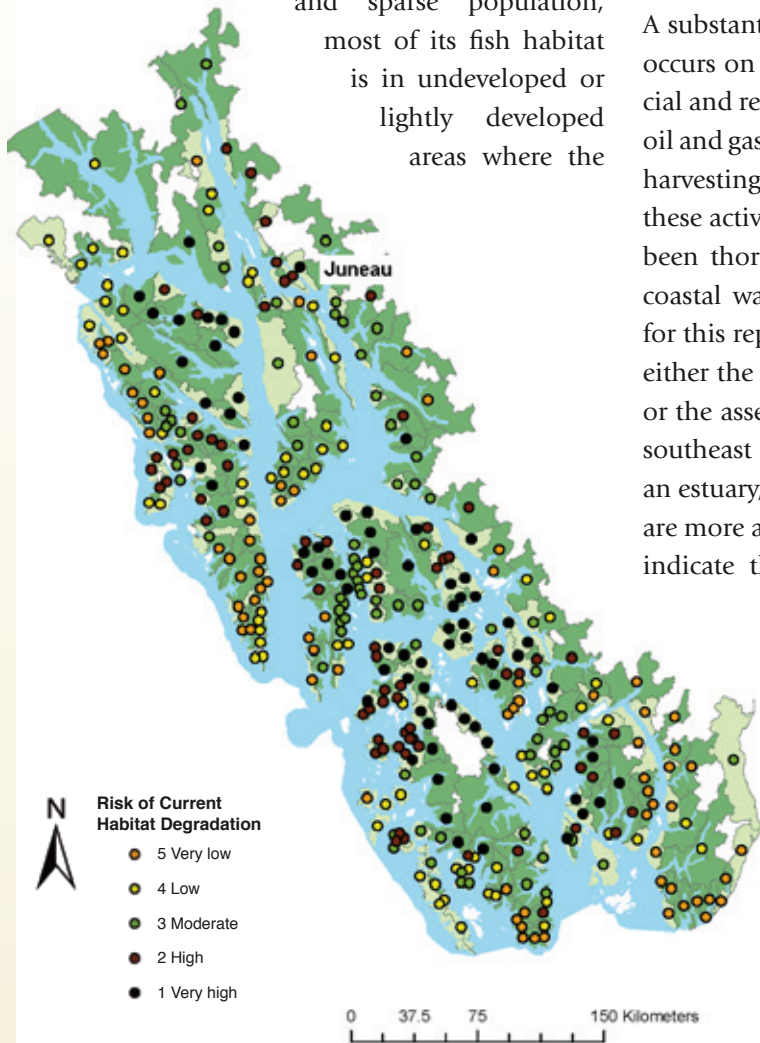 and sparse population,
most of its fish habitat
is in undeveloped or
lightly developed
areas where the
A substant
occurs on
cial and re
oil and gas
harvesting
these activ
been thor
coastal wa
for this rep
either the
or the asse
southeast
an estuary,
are more a
indicate th
Juneau
N
Risk of Current
Habitat Degradation
5 Very low
4 Low
3 Moderate
2 High
1 Very high
0 37.5 75 150 Kilometers